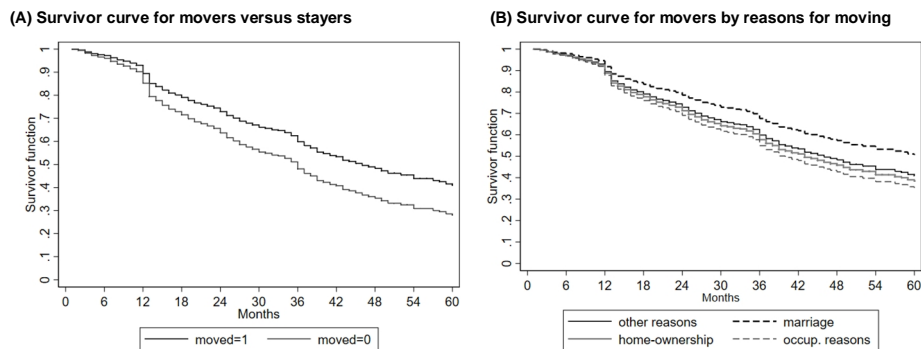 (A) Survivor curve for movers versus stayers
(B) Survivor curve for movers by reasons for moving
Survivor function
0 .1 .2 .3 .4 .5 .6 .7 .8 .9 1
0 6 12 18 24 30 36 42 48 54 60
Months
moved=1 moved=0
Survivor function
0 .1 .2 .3 .4 .5 .6 .7 .8 .9 1
0 6 12 18 24 30 36 42 48 54 60
Months
other reasons marriage
home-ownership occup. reasons